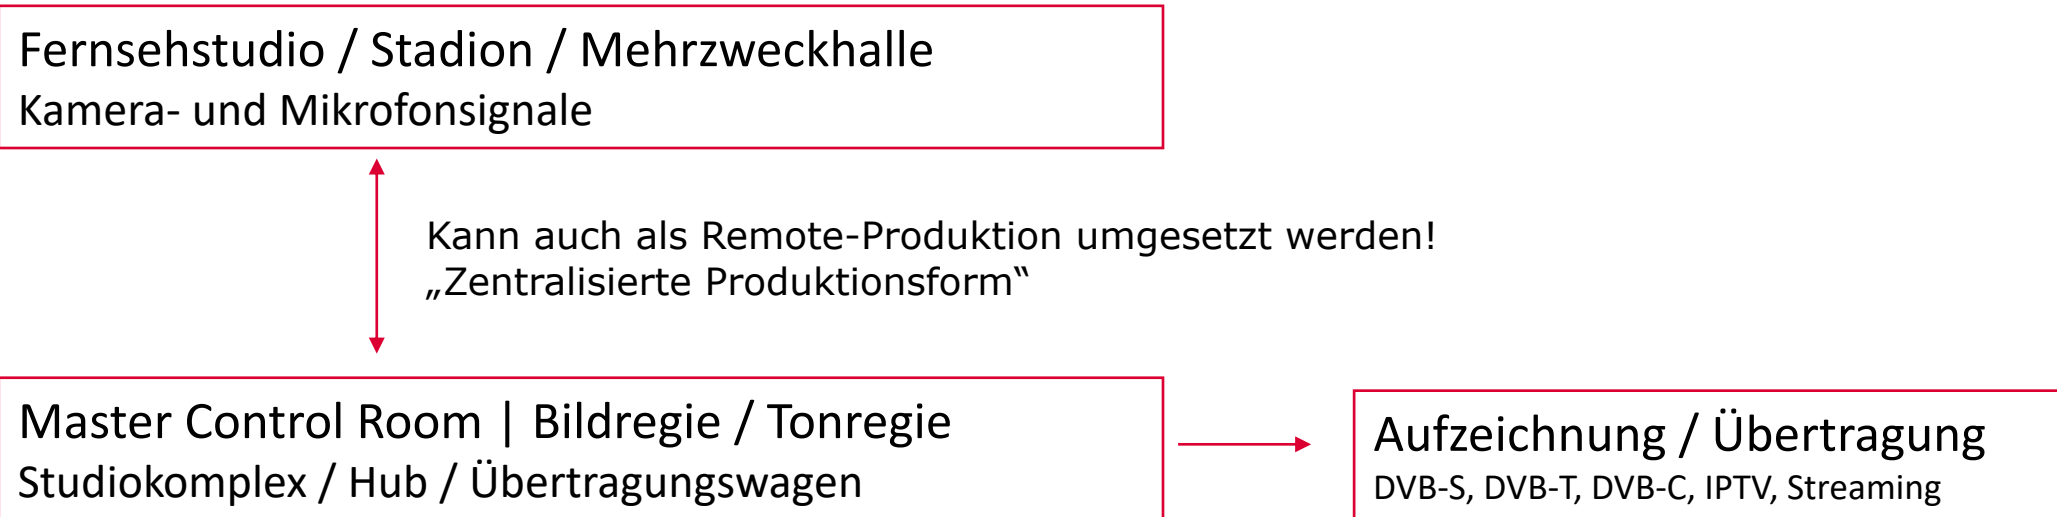 Fernsehstudio / Stadion / Mehrzweckhalle
Kamera- und Mikrofonsignale
Kann auch als Remote-Produktion umgesetzt werden!
„Zentralisierte Produktionsform“
Master Control Room | Bildregie / Tonregie
Studiokomplex / Hub / Übertragungswagen
Aufzeichnung / Übertragung
DVB-S, DVB-T, DVB-C, IPTV, Streaming